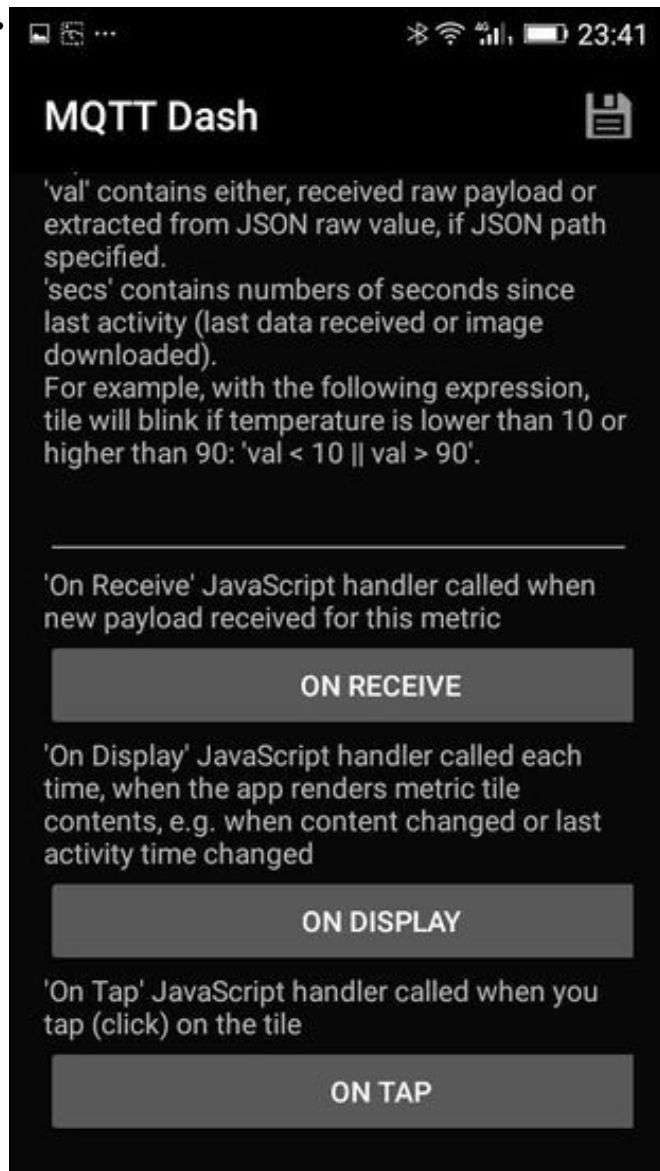 ... 4G 23:41
MQTT Dash
'val' contains either, received raw payload or
extracted from JSON raw value, if JSON path
specified.
'secs' contains numbers of seconds since
last activity (last data received or image
downloaded).
For example, with the following expression,
tile will blink if temperature is lower than 10 or
higher than 90: 'val < 10 || val > 90'.
'On Receive' JavaScript handler called when
new payload received for this metric
ON RECEIVE
'On Display' JavaScript handler called each
time, when the app renders metric tile
contents, e.g. when content changed or last
activity time changed
ON DISPLAY
'On Tap' JavaScript handler called when you
tap (click) on the tile
ON TAP